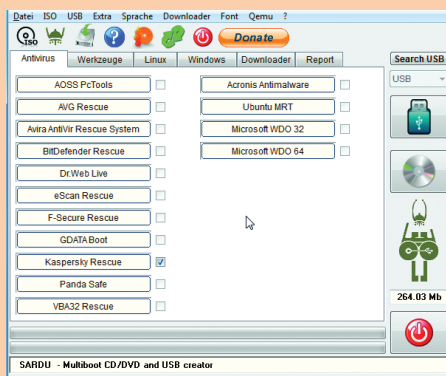 Datei ISO USB Extra Sprache Downloader Font Qemu ?
ISO Donate
Antivirus Werkzeuge Linux Windows Downloader Report
Search USB
USB
AOSS PcTools
AVG Rescue
Avira AntiVir Rescue System
BitDefender Rescue
Dr.Web Live
eScan Rescue
F-Secure Rescue
GDATA Boot
Kaspersky Rescue
Panda Safe
VBA32 Rescue
Acronis Antimalware
Ubuntu MRT
Microsoft WDO 32
Microsoft WDO 64
264.03 Mb
SARDU - Multiboot CD/DVD and USB creator